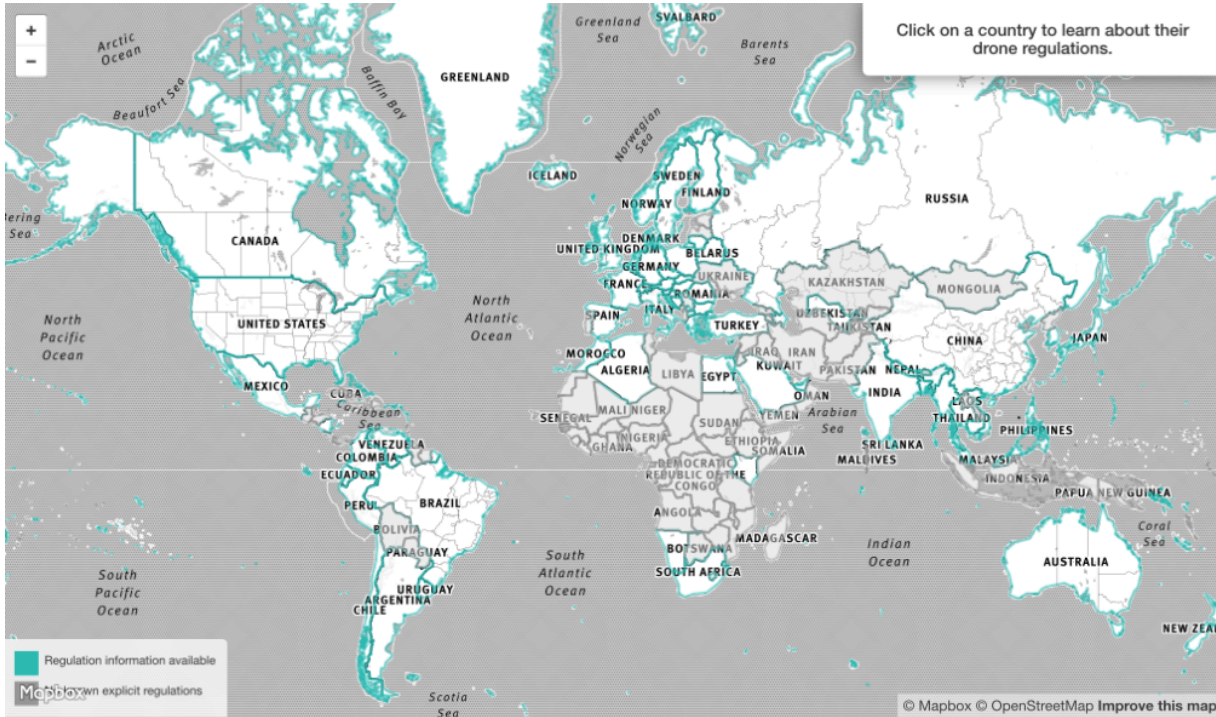 +
−
Click on a country to learn about their
drone regulations.
Arctic
Ocean
Beaufort Sea
Baffin Bay
Greenland
Sea
SVALBARD
Barents
Sea
GREENLAND
Norwegian
Sea
ICELAND
SWEDEN
FINLAND
NORWAY
RUSSIA
Bering
Sea
CANADA
DENMARK
UNITED KINGDOM
BELARUS
GERMANY
UKRAINE
FRANCE
ROMANIA
KAZAKHSTAN
MONGOLIA
North
Pacific
Ocean
UNITED STATES
North
Atlantic
Ocean
SPAIN
ITALY
TURKEY
UZBEKISTAN
TAJIKISTAN
CHINA
JAPAN
MOROCCO
ALGERIA
LIBYA
EGYPT
IRAQ
KUWAIT
IRAN
PAKISTAN
NEPAL
INDIA
MEXICO
CUBA
Caribbean
Sea
OMAN
Arabian
Sea
LAOS
THAILAND
PHILIPPINES
SENEGAL
MALI
NIGER
SUDAN
YEMEN
GHANA
NIGERIA
ETHIOPIA
SOMALIA
SRI LANKA
MALDIVES
MALAYSIA
VENEZUELA
COLOMBIA
ECUADOR
DEMOCRATIC
REPUBLIC OF THE
CONGO
INDONESIA
PAPUA NEW GUINEA
PERU
BRAZIL
BOLIVIA
ANGOLA
MADAGASCAR
Coral
Sea
PARAGUAY
BOTSWANA
SOUTH AFRICA
Indian
Ocean
AUSTRALIA
South
Pacific
Ocean
South
Atlantic
Ocean
URUGUAY
ARGENTINA
CHILE
NEW ZEA
Regulation information available
explicit regulations
Mapbox
Scotia
Sea
© Mapbox © OpenStreetMap Improve this map